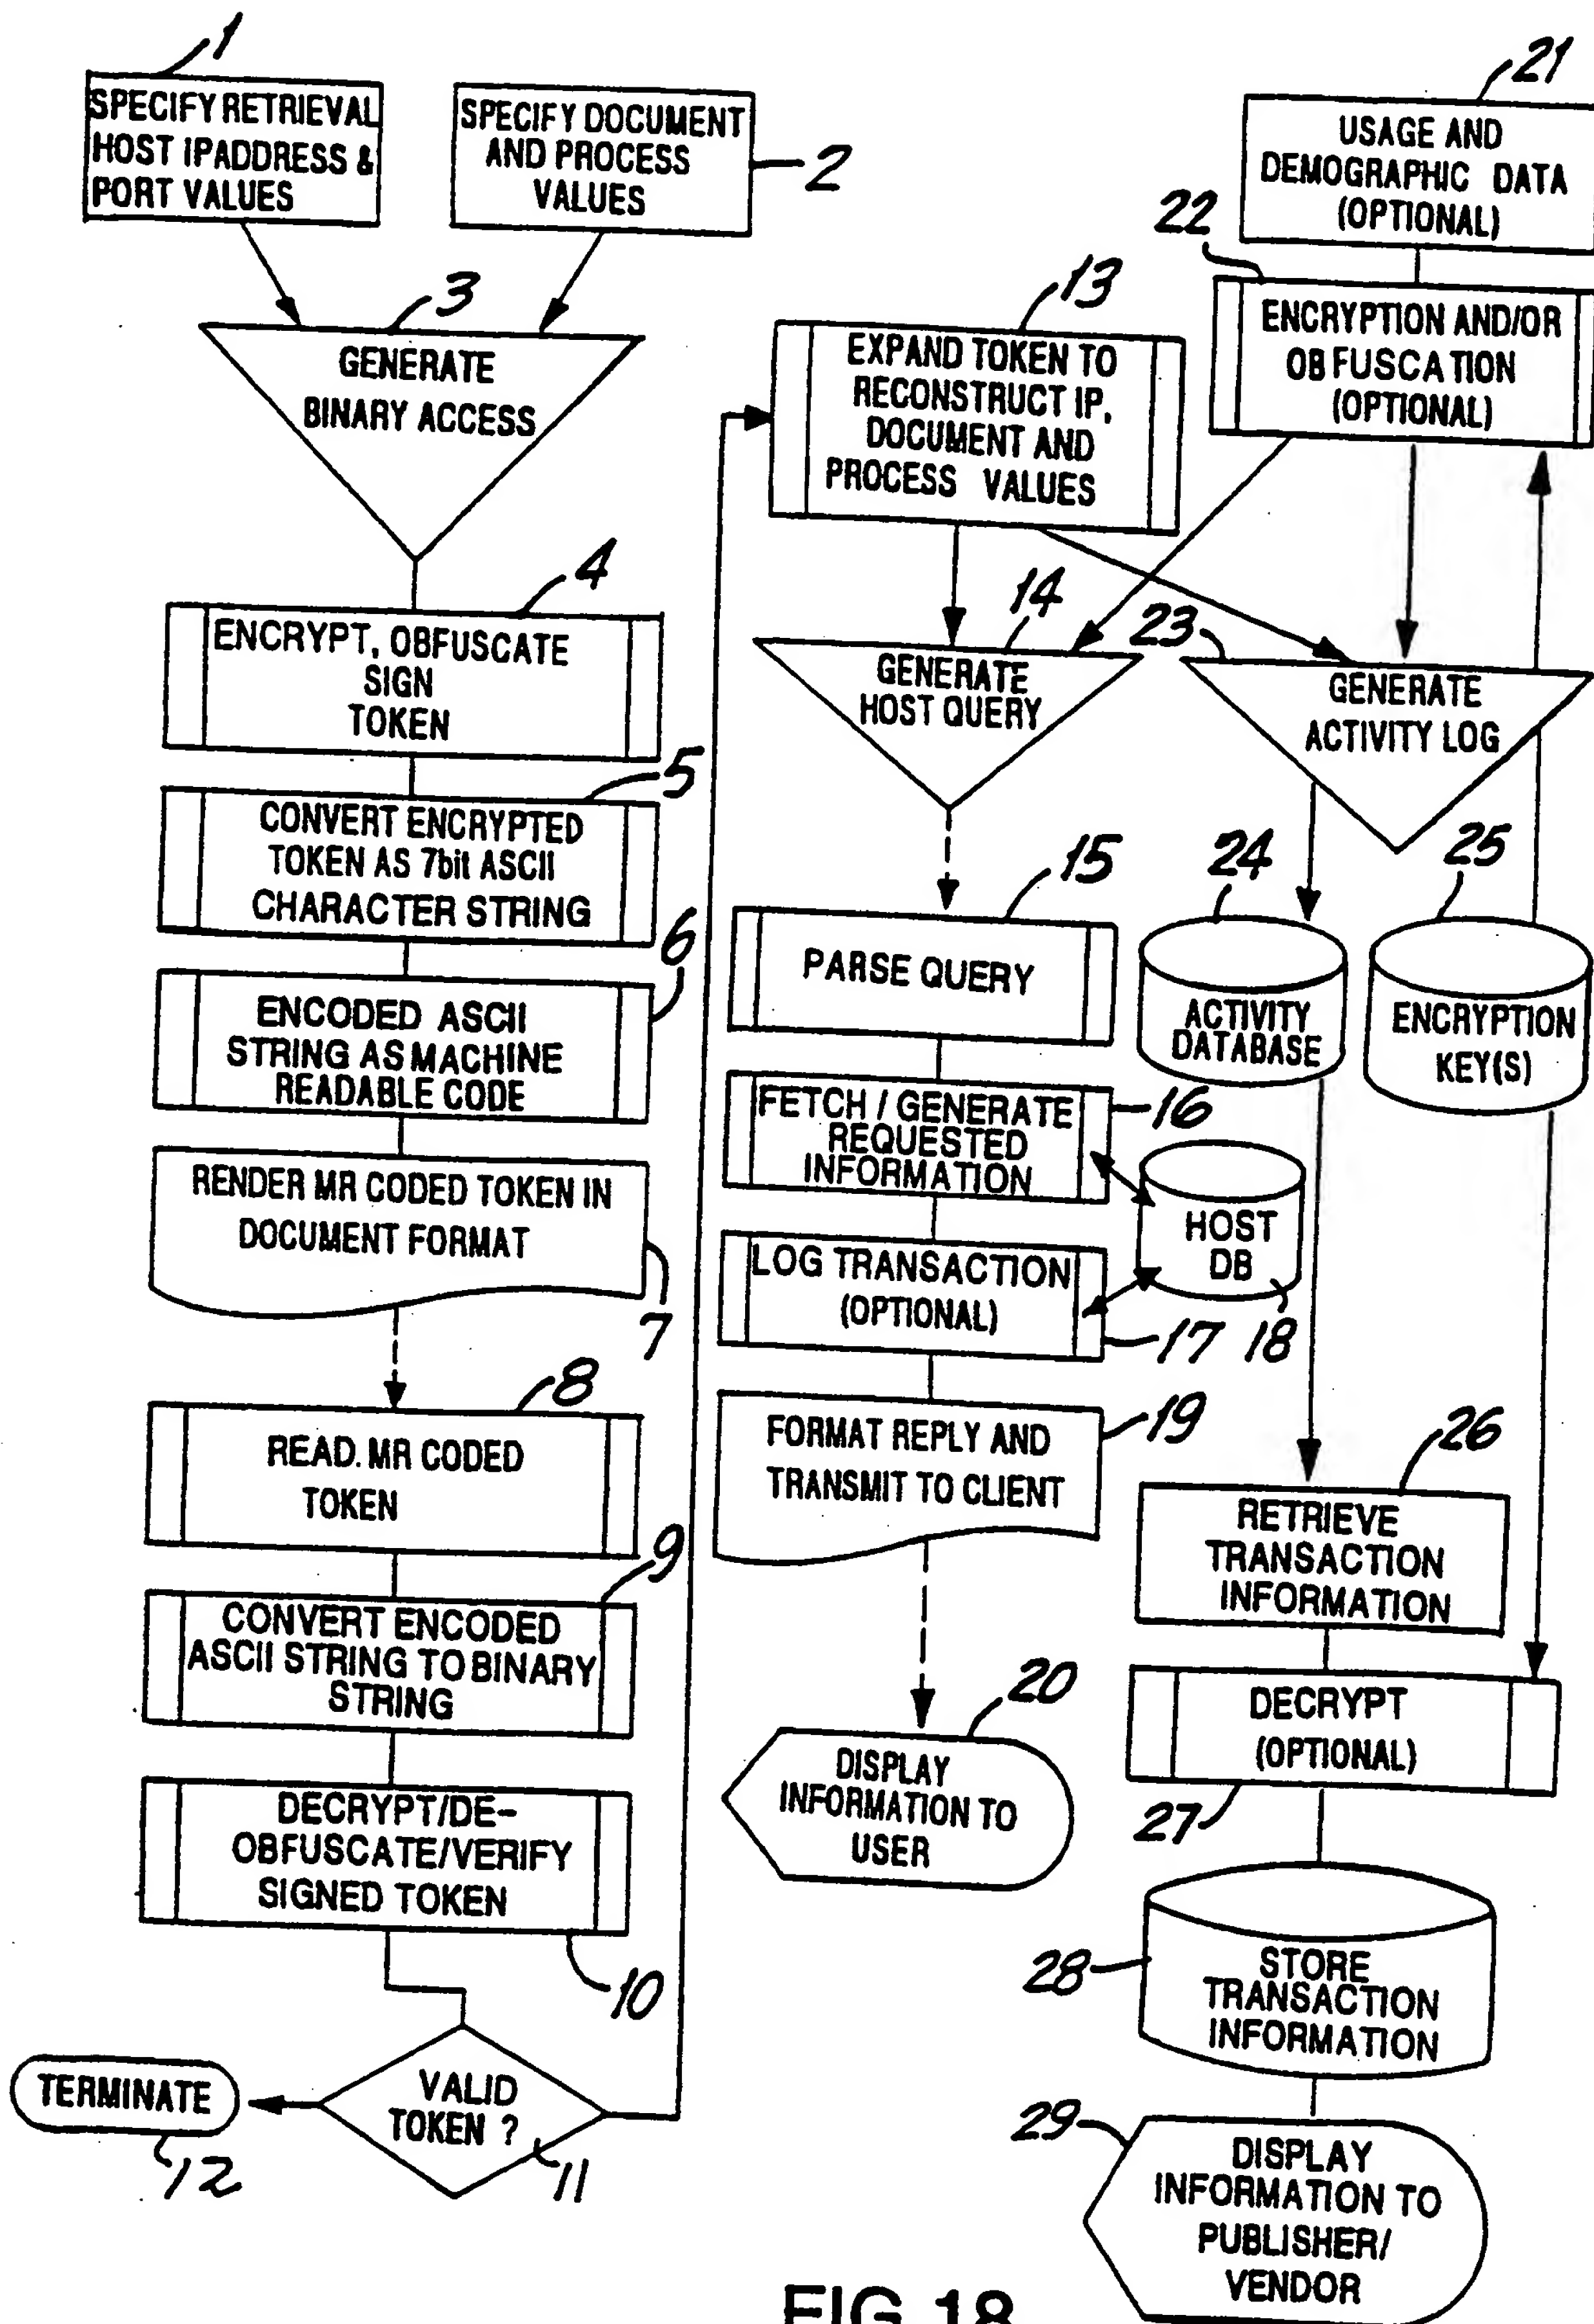 1
SPECIFY RETRIEVAL
HOST IPADDRESS &
PORT VALUES
SPECIFY DOCUMENT
AND PROCESS
VALUES
2
3
GENERATE
BINARY ACCESS
4
ENCRYPT, OBFUSCATE
SIGN
TOKEN
5
CONVERT ENCRYPTED
TOKEN AS 7bit ASCII
CHARACTER STRING
6
ENCODED ASCII
STRING AS MACHINE
READABLE CODE
RENDER MR CODED TOKEN IN
DOCUMENT FORMAT
7
8
READ. MR CODED
TOKEN
9
CONVERT ENCODED
ASCII STRING TO BINARY
STRING
DECRYPT/DE-
OBFUSCATE/VERIFY
SIGNED TOKEN
10
VALID
TOKEN ?
11
TERMINATE
12
13
EXPAND TOKEN TO
RECONSTRUCT IP,
DOCUMENT AND
PROCESS VALUES
14
GENERATE
HOST QUERY
15
PARSE QUERY
FETCH / GENERATE
REQUESTED
INFORMATION
16
LOG TRANSACTION
(OPTIONAL)
17
HOST
DB
18
FORMAT REPLY AND
TRANSMIT TO CLIENT
19
20
DISPLAY
INFORMATION TO
USER
21
USAGE AND
DEMOGRAPHIC DATA
(OPTIONAL)
22
ENCRYPTION AND/OR
OBFUSCATION
(OPTIONAL)
23
GENERATE
ACTIVITY LOG
24
ACTIVITY
DATABASE
25
ENCRYPTION
KEY(S)
26
RETRIEVE
TRANSACTION
INFORMATION
DECRYPT
(OPTIONAL)
27
28
STORE
TRANSACTION
INFORMATION
29
DISPLAY
INFORMATION TO
PUBLISHER/
VENDOR
FIG 18